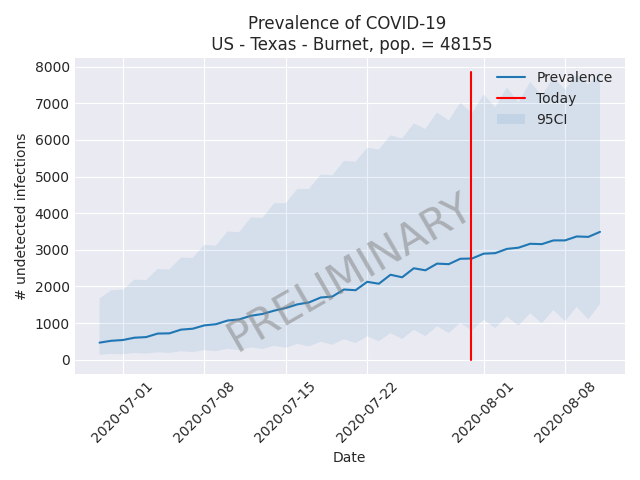 Prevalence of COVID-19
US - Texas - Burnet, pop. = 48155
8000
7000
6000
5000
4000
3000
2000
1000
0
# undetected infections
Prevalence
Today
95CI
PRELIMINARY
2020-07-01
2020-07-08
2020-07-15
2020-07-22
2020-08-01
2020-08-08
Date